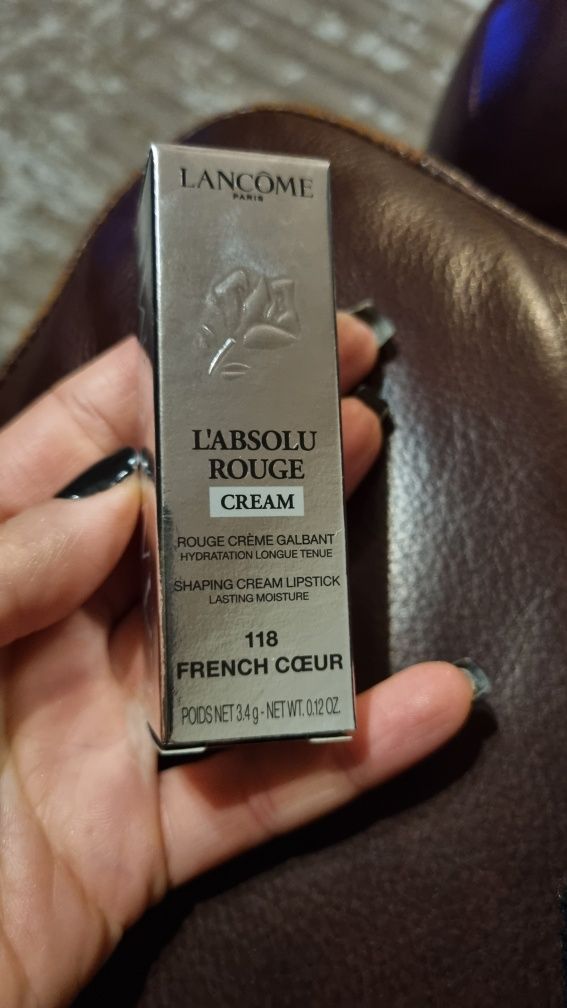 LANCÔME
PARIS
L'ABSOLU
ROUGE
CREAM
ROUGE CRÈME GALBANT
HYDRATATION LONGUE TENUE
SHAPING CREAM LIPSTICK
LASTING MOISTURE
118
FRENCH CŒUR
POIDS NET 3.4 g - NET WT. 0.12 OZ.